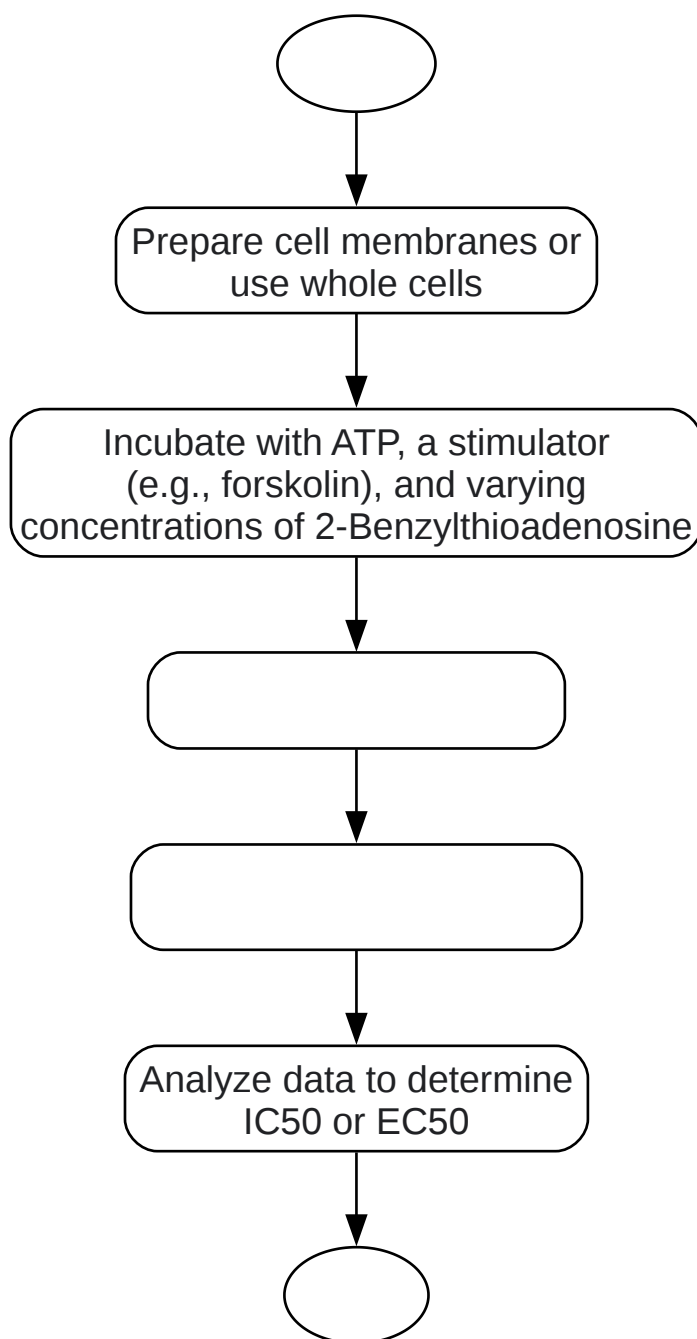 Prepare cell membranes or
use whole cells
Incubate with ATP, a stimulator
(e.g., forskolin), and varying
concentrations of 2-Benzylthioadenosine
Analyze data to determine
IC50 or EC50